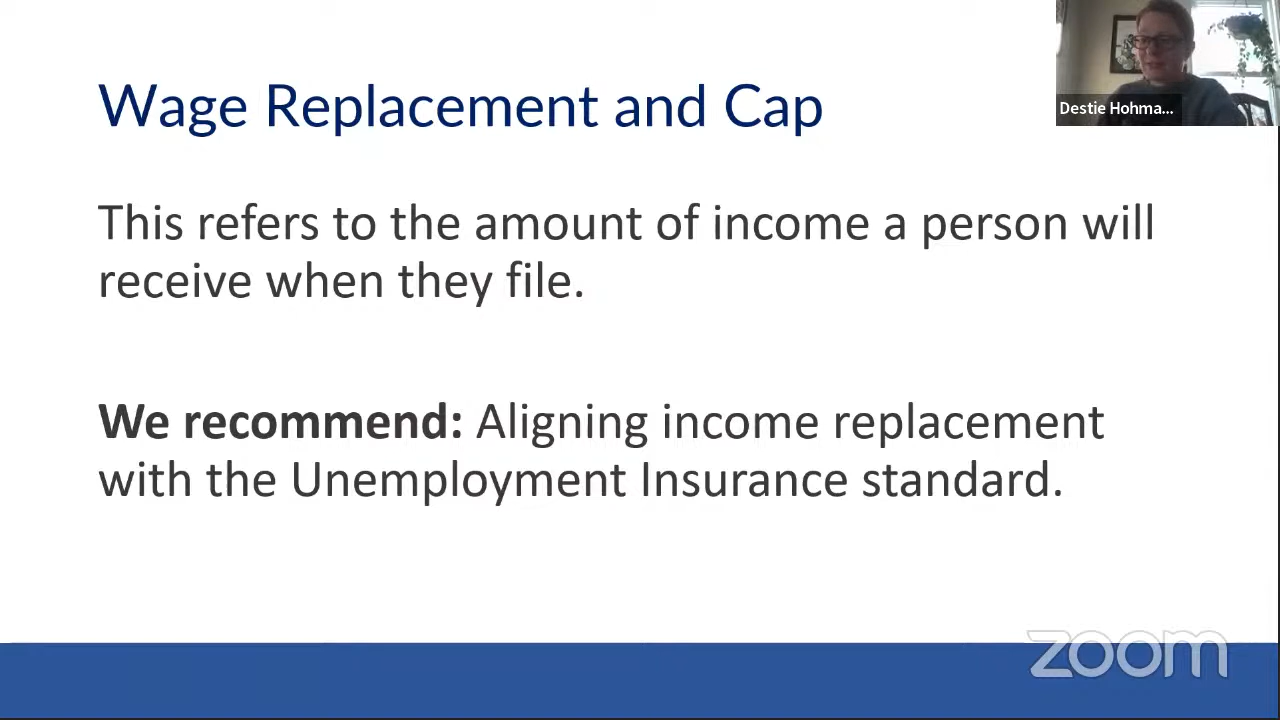 Wage Replacement and Cap
Destie Hohma...
This refers to the amount of income a person will
receive when they file.
We recommend: Aligning income replacement
with the Unemployment Insurance standard.
zoom